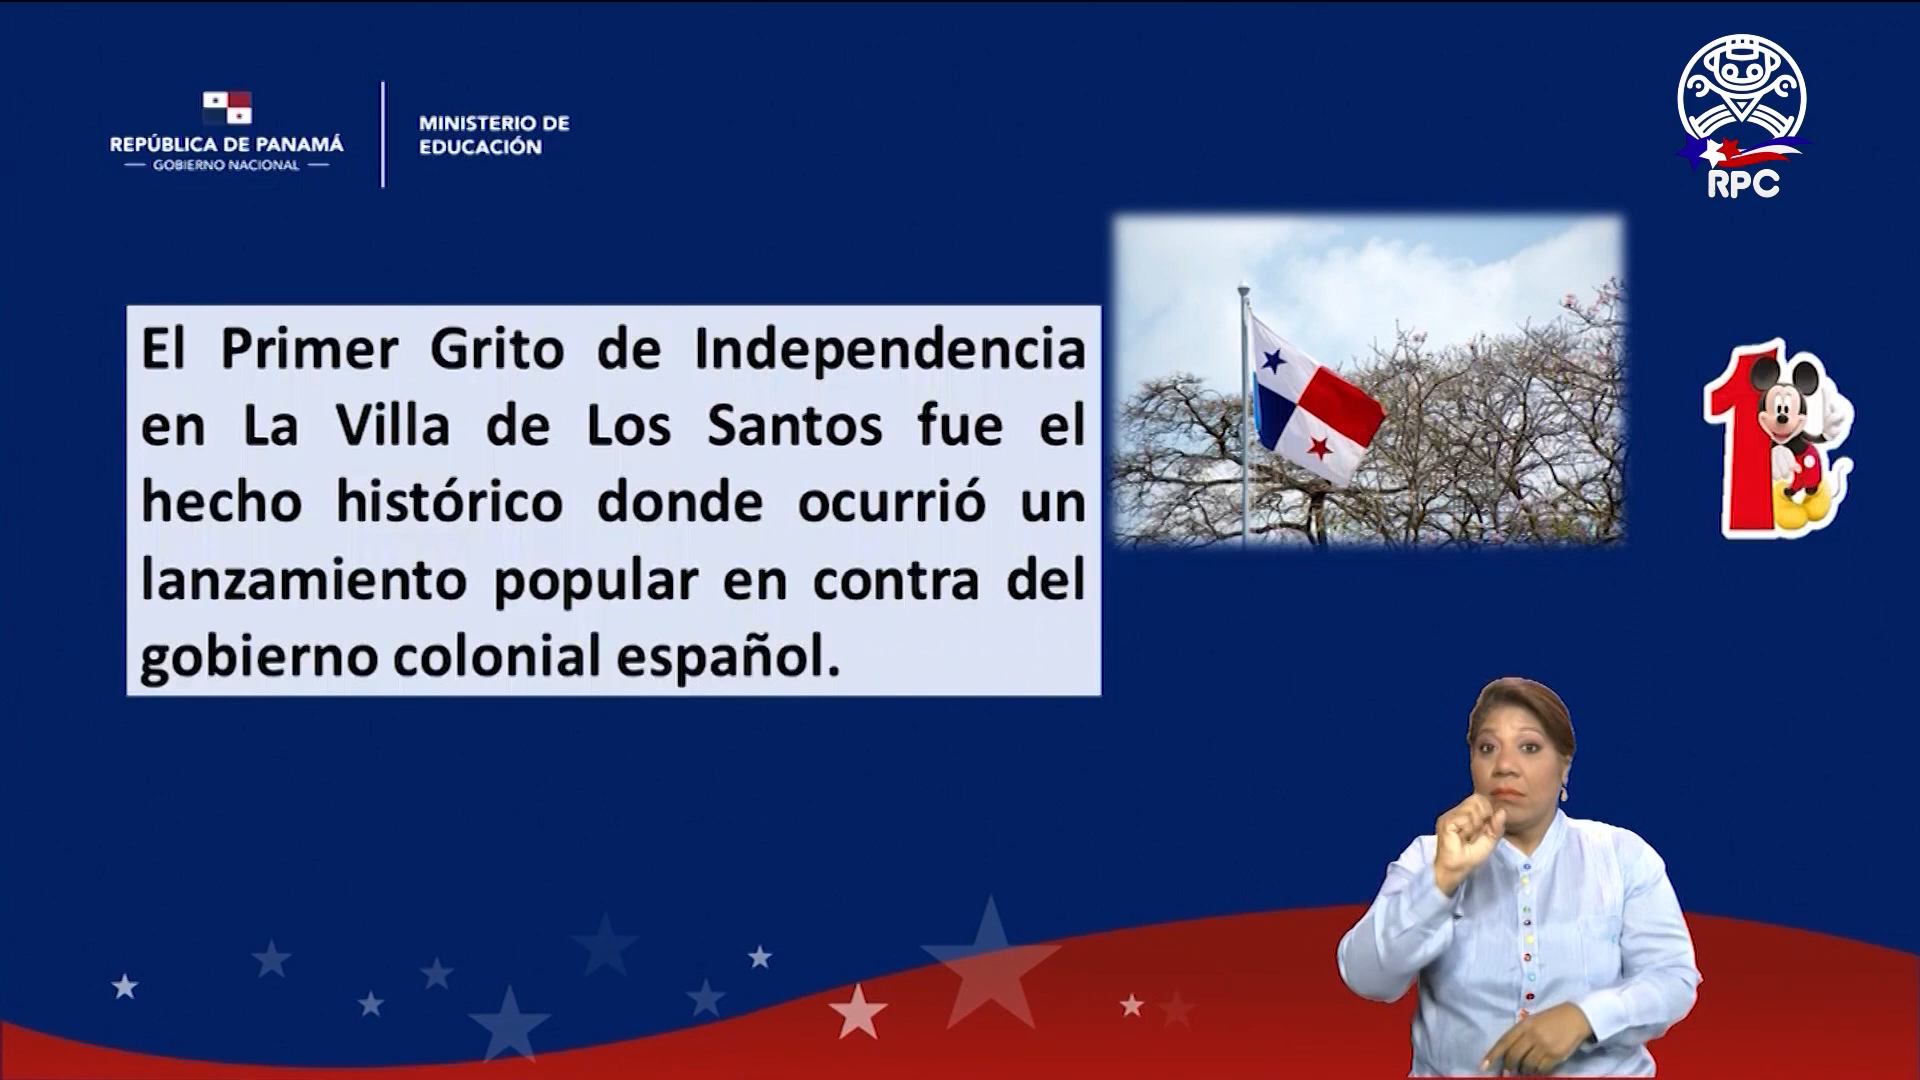 REPÚBLICA DE PANAMÁ
GOBIERNO NACIONAL
MINISTERIO DE
EDUCACIÓN
RPC
El Primer Grito de Independencia
en La Villa de Los Santos fue el
hecho histórico donde ocurrió un
lanzamiento popular en contra del
gobierno colonial español.
1